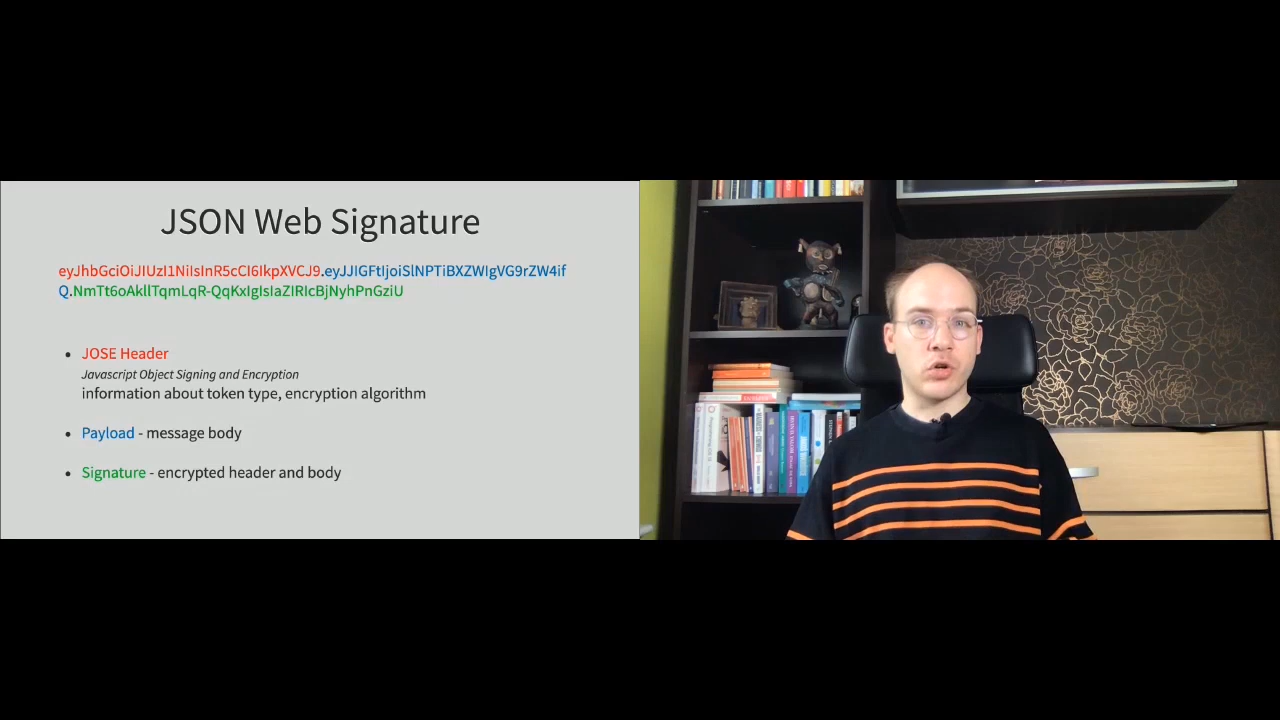 JSON Web Signature
eyJhbGciOiJIUzI1NiIsInR5cCI6IkpXVCJ9.eyJJIGFtIjoiSlNPTiBXZWIgVG9rZW4if
Q.NmTt6oAkllTqmLqR-QqKxIgIsIaZIRIcBjNyhPnGziU
• JOSE Header
Javascript Object Signing and Encryption
information about token type, encryption algorithm
• Payload - message body
• Signature - encrypted header and body